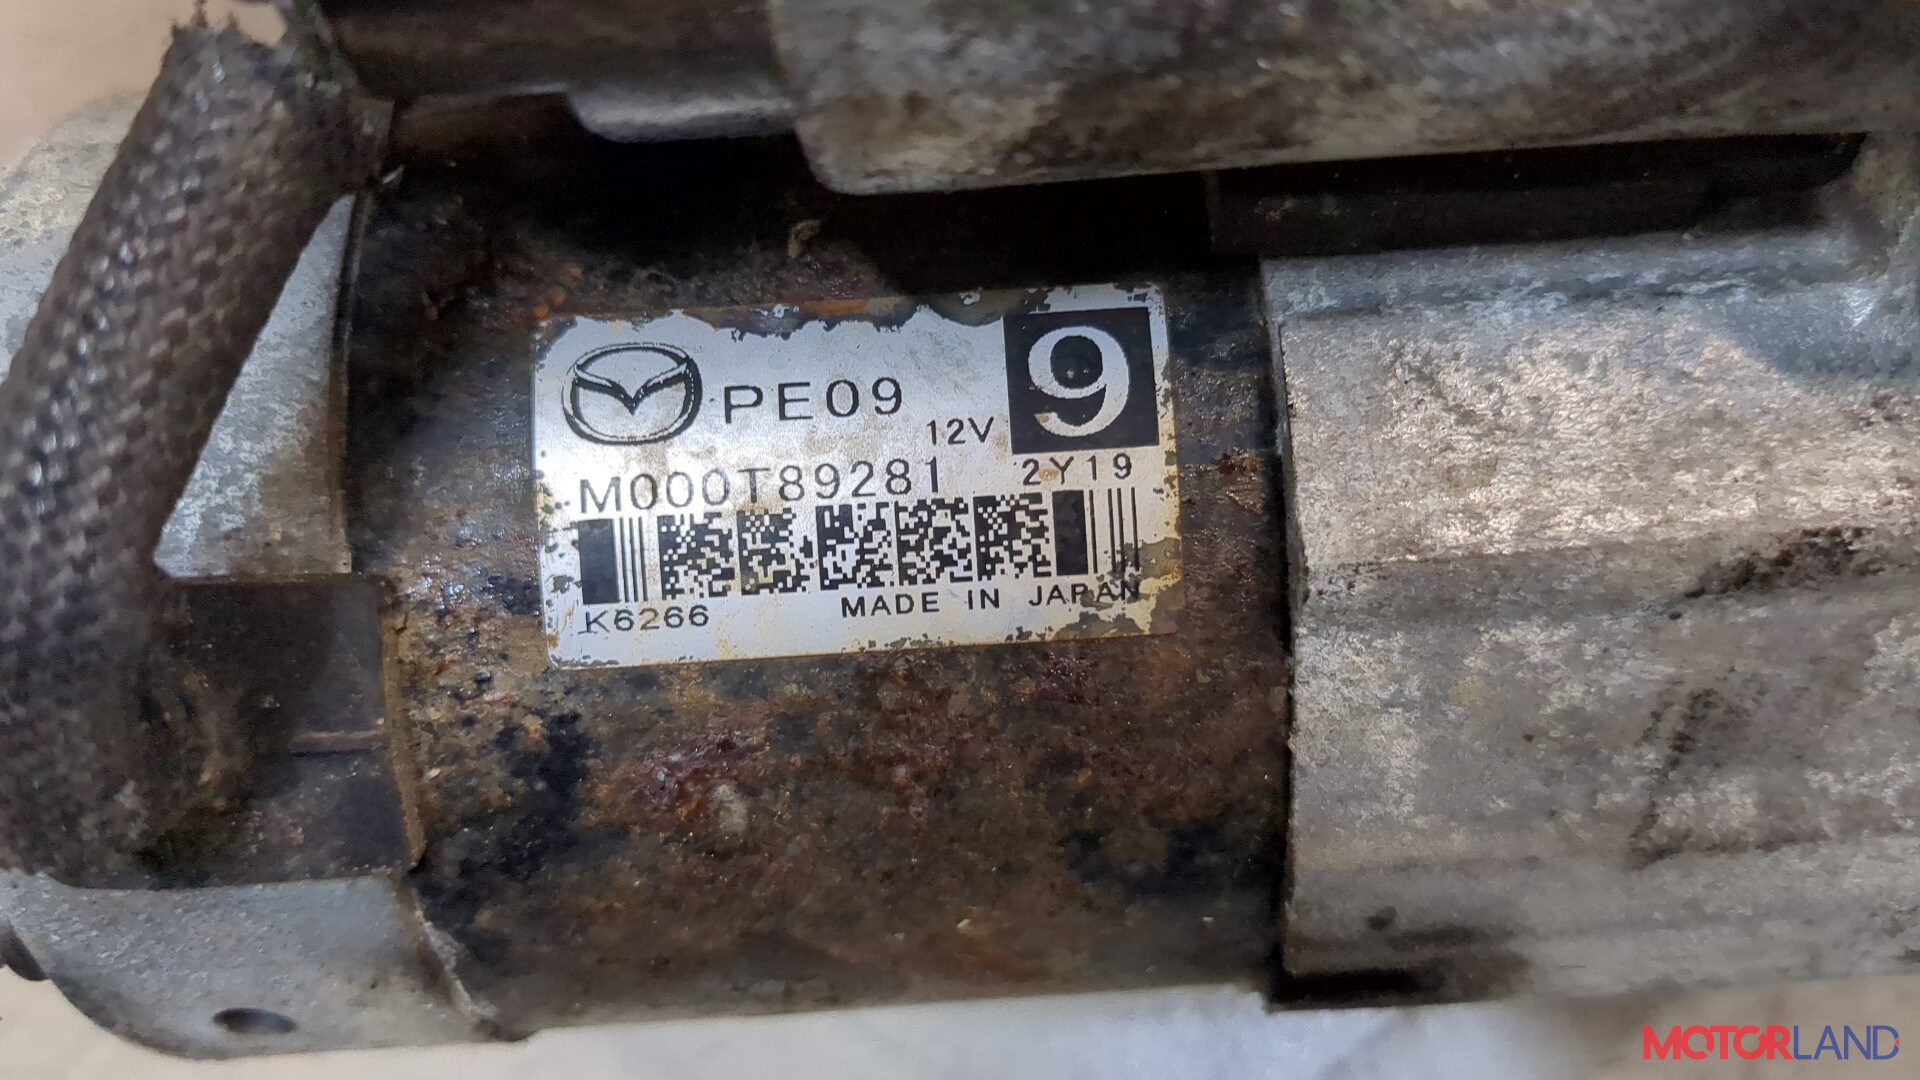 PE09
12V
9
M000T89281
2Y19
K6266
MADE IN JAPAN
MOTORLAND